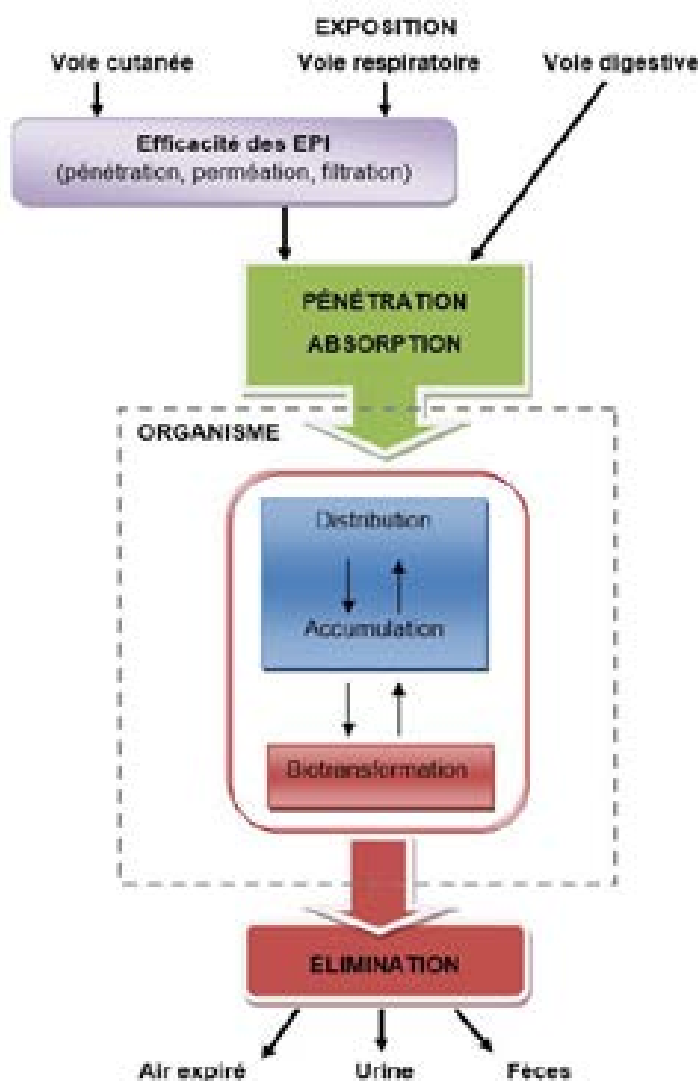 EXPOSITION
Voie cutanée Voie respiratoire Voie digestive
Efficacité des EPI
(pénétration, perméation, filtration)
PÉNÉTRATION
ABSORPTION
ORGANISME
Distribution
Accumulation
Biotransformation
ÉLIMINATION
Air expiré Urine Fèces